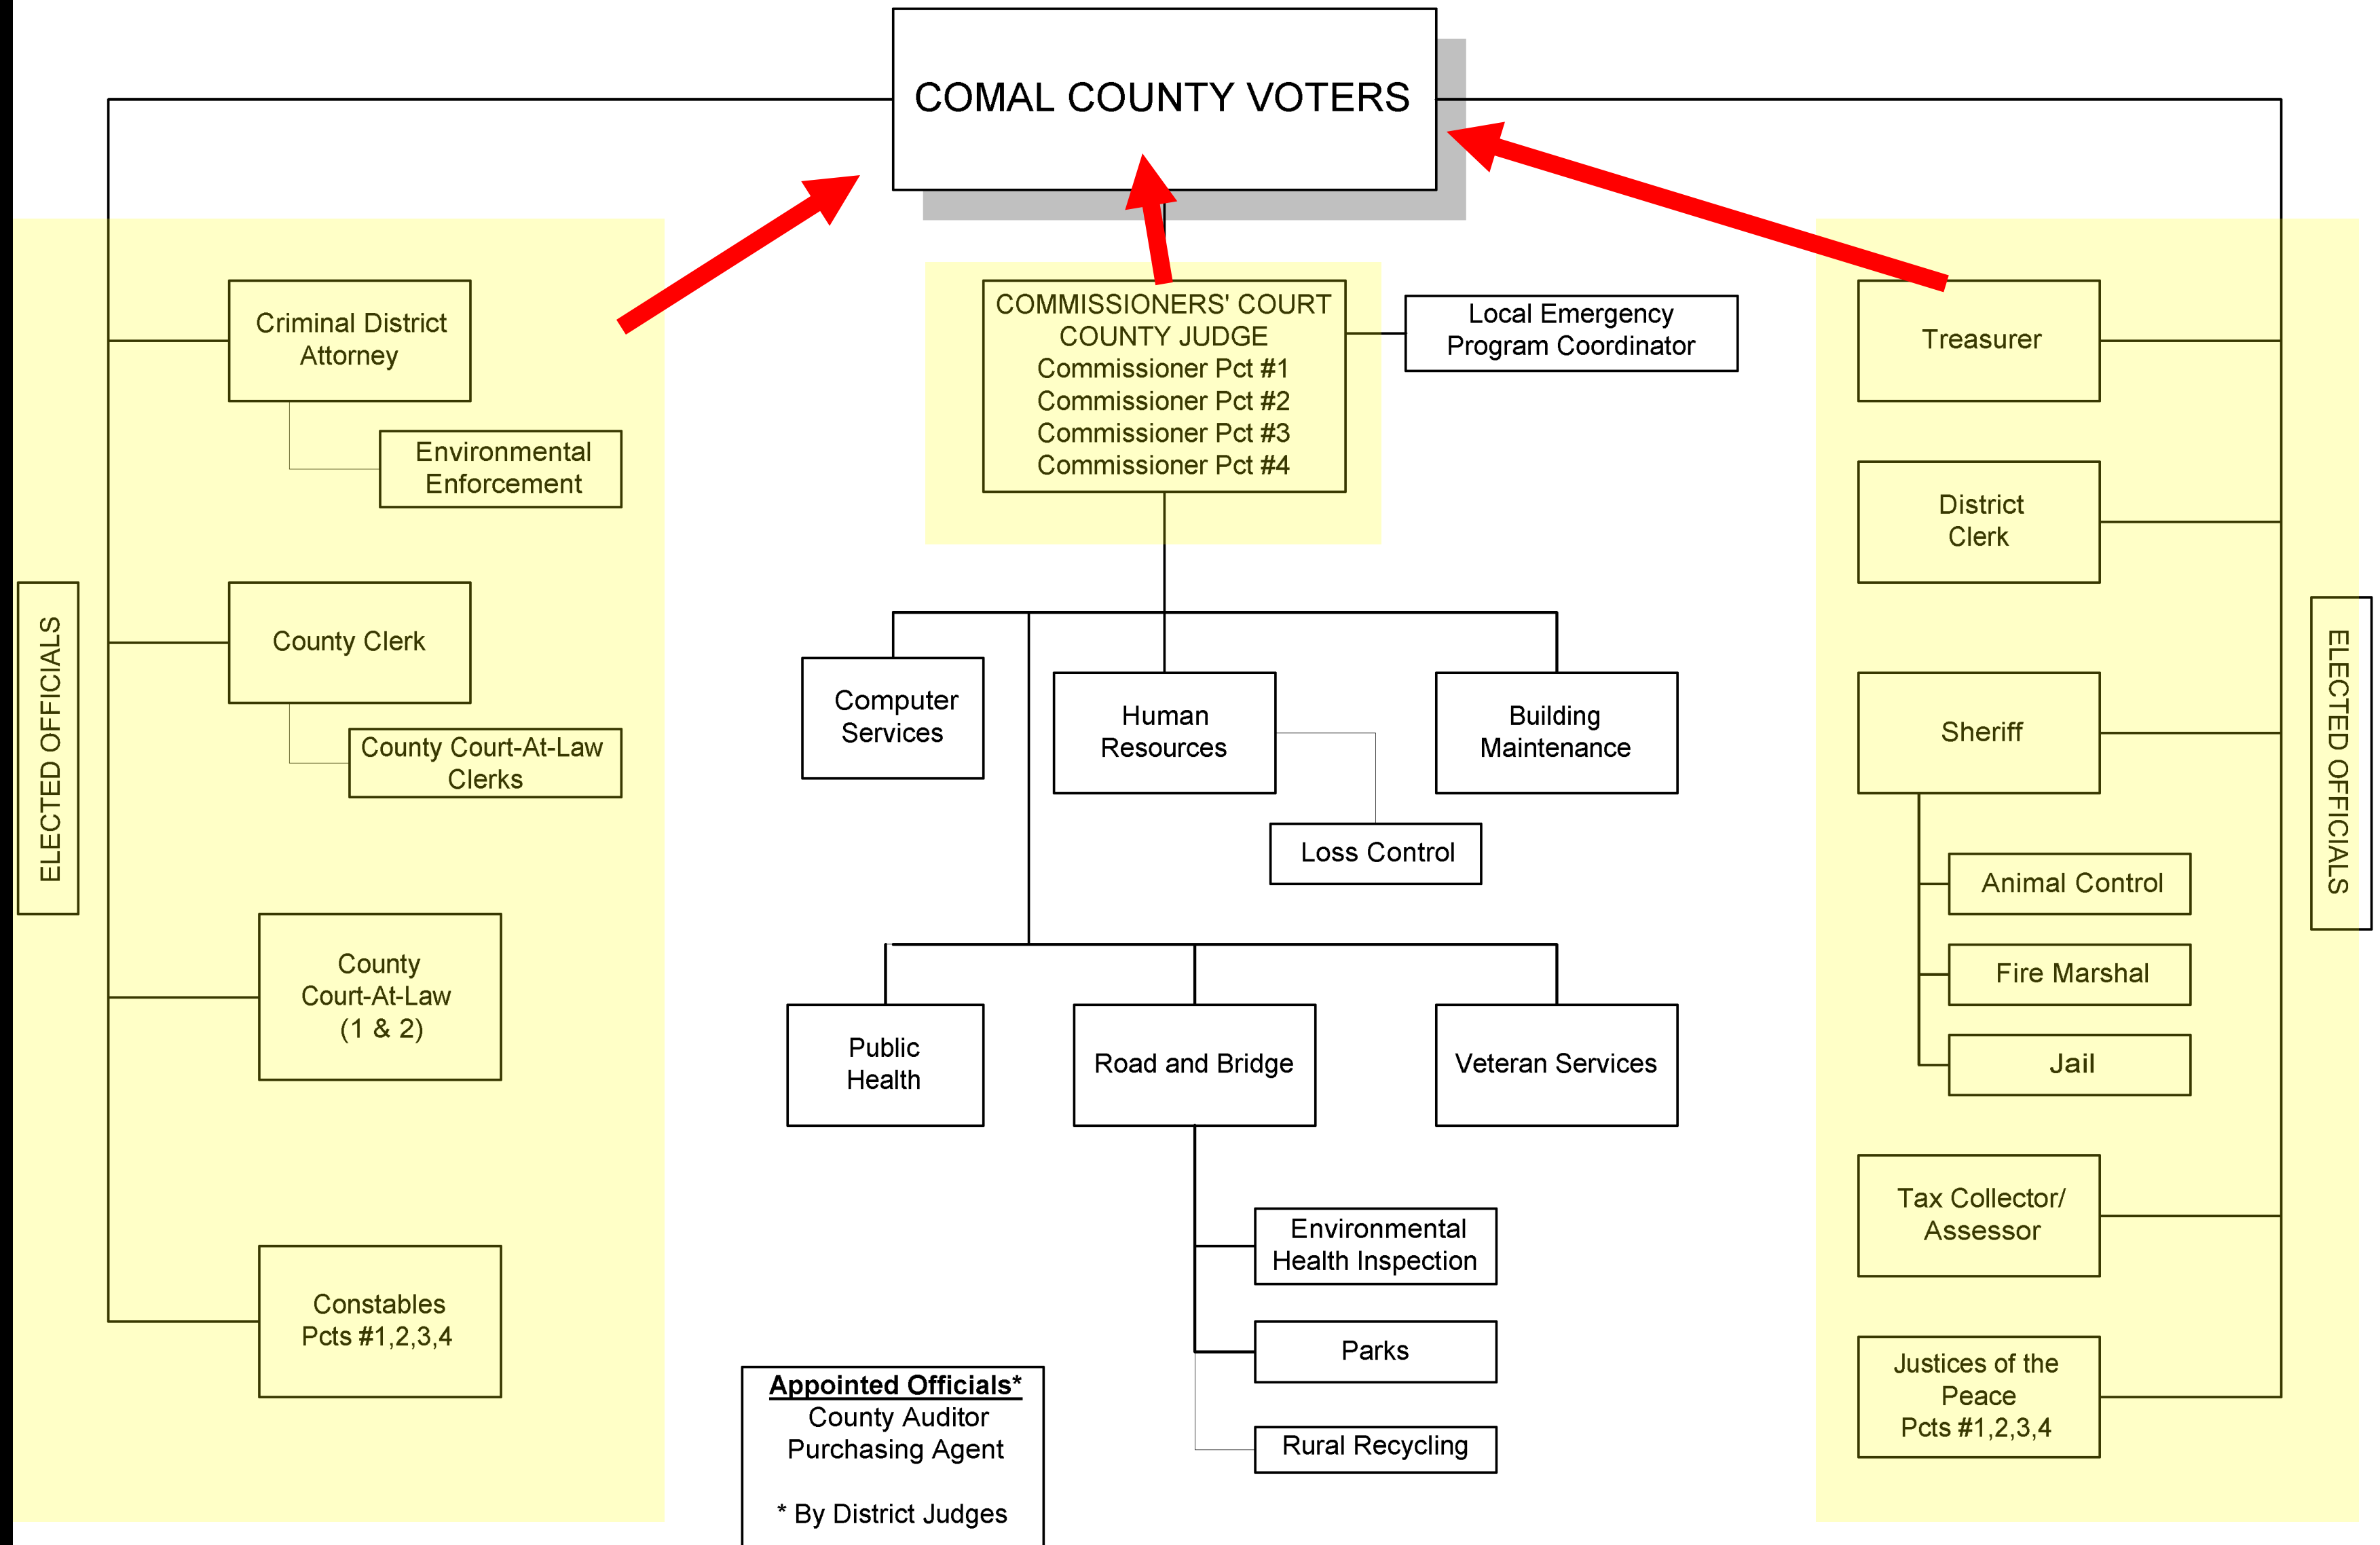 COMAL COUNTY VOTERS
ELECTED OFFICIALS
Criminal District
Attorney
Environmental
Enforcement
County Clerk
County Court-At-Law
Clerks
County
Court-At-Law
(1 & 2)
Constables
Pcts #1,2,3,4
COMMISSIONERS' COURT
COUNTY JUDGE
Commissioner Pct #1
Commissioner Pct #2
Commissioner Pct #3
Commissioner Pct #4
Local Emergency
Program Coordinator
Computer
Services
Human
Resources
Building
Maintenance
Loss Control
Public
Health
Road and Bridge
Veteran Services
Environmental
Health Inspection
Parks
Rural Recycling
Appointed Officials*
County Auditor
Purchasing Agent
* By District Judges
Treasurer
District
Clerk
Sheriff
Animal Control
Fire Marshal
Jail
Tax Collector/
Assessor
Justices of the
Peace
Pcts #1,2,3,4
ELECTED OFFICIALS